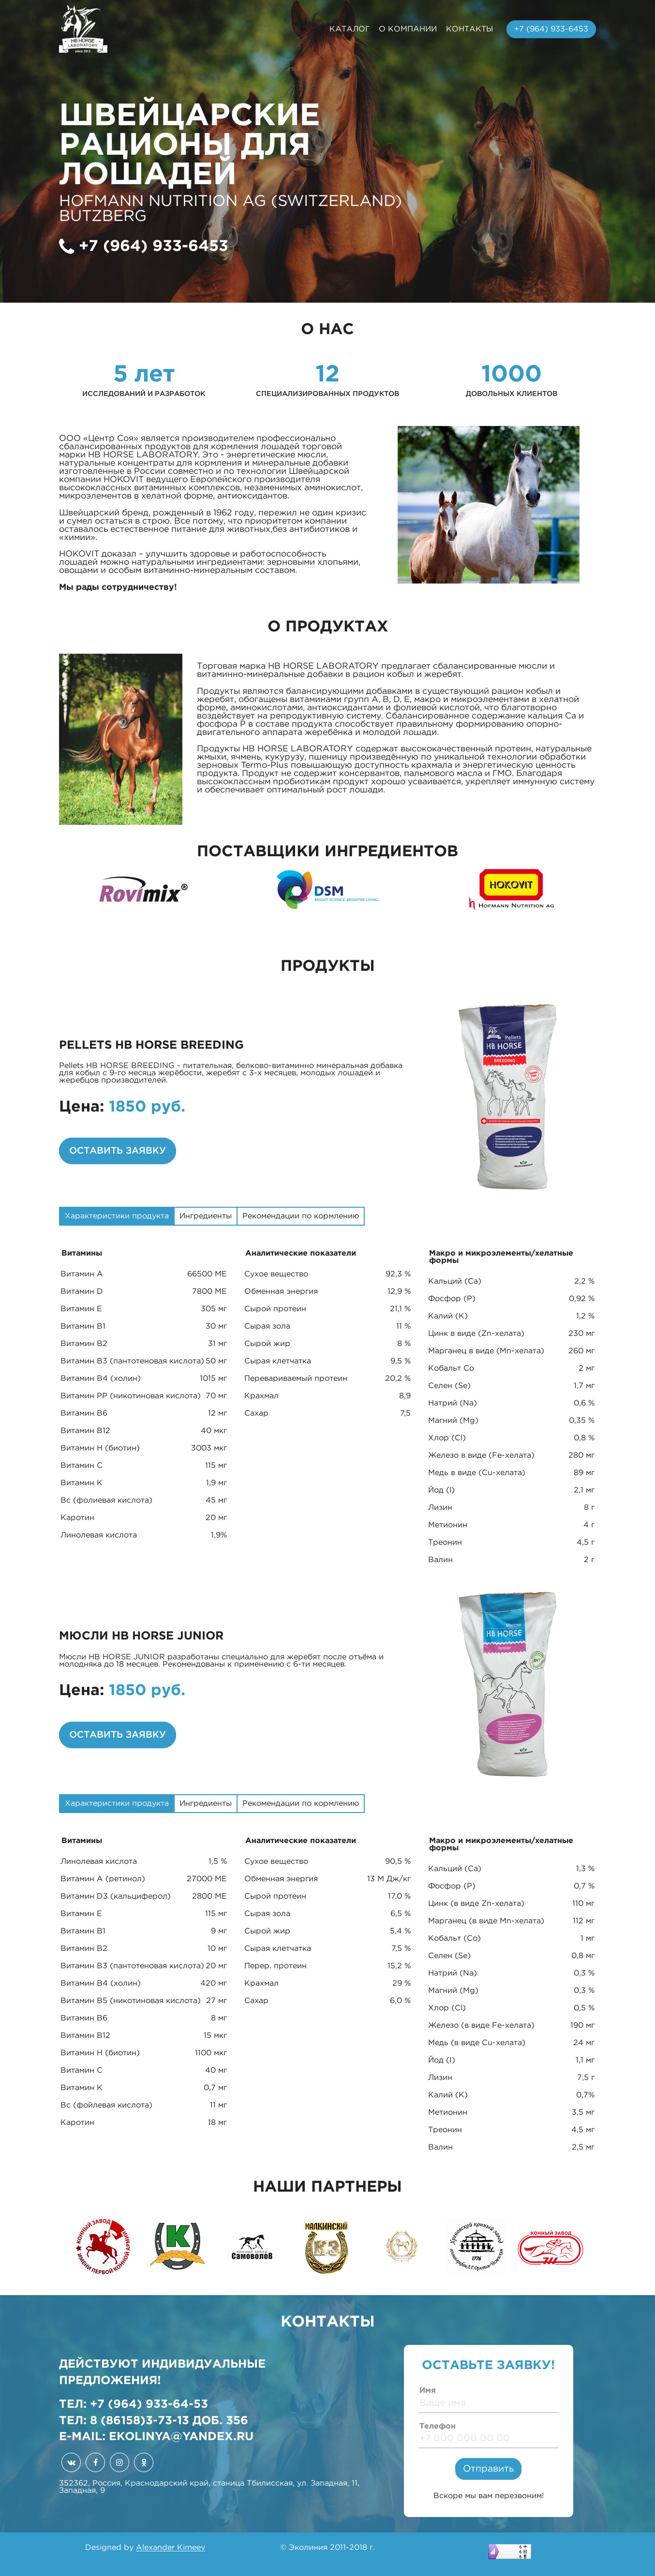 HB HORSE
LABORATORY
since 2013
КАТАЛОГ
О КОМПАНИИ
КОНТАКТЫ
+7 (964) 933-6453
ШВЕЙЦАРСКИЕ
РАЦИОНЫ ДЛЯ
ЛОШАДЕЙ
HOFMANN NUTRITION AG (SWITZERLAND)
BUTZBERG
+7 (964) 933-6453
О НАС
5 лет
ИССЛЕДОВАНИЙ И РАЗРАБОТОК
12
СПЕЦИАЛИЗИРОВАННЫХ ПРОДУКТОВ
1000
ДОВОЛЬНЫХ КЛИЕНТОВ
ООО «Центр Соя» является производителем профессионально
сбалансированных продуктов для кормления лошадей торговой
марки HB HORSE LABORATORY. Это - энергетические мюсли,
натуральные концентраты для кормления и минеральные добавки
изготовленные в России совместно и по технологии Швейцарской
компании HOKOVIT ведущего Европейского производителя
высококлассных витаминных комплексов, незаменимых аминокислот,
микроэлементов в хелатной форме, антиоксидантов.
Швейцарский бренд, рожденный в 1962 году, пережил не один кризис
и сумел остаться в строю. Все потому, что приоритетом компании
оставалось естественное питание для животных,без антибиотиков и
«химии».
HOKOVIT доказал – улучшить здоровье и работоспособность
лошадей можно натуральными ингредиентами: зерновыми хлопьями,
овощами и особым витаминно-минеральным составом.
Мы рады сотрудничеству!
О ПРОДУКТАХ
Торговая марка HB HORSE LABORATORY предлагает сбалансированные мюсли и
витаминно-минеральные добавки в рацион кобыл и жеребят.
Продукты являются балансирующими добавками в существующий рацион кобыл и
жеребят, обогащены витаминами групп А, В, D, Е, макро и микроэлементами в хелатной
форме, аминокислотами, антиоксидантами и фолиевой кислотой, что благотворно
воздействует на репродуктивную систему. Сбалансированное содержание кальция Са и
фосфора Р в составе продукта способствует правильному формированию опорно-
двигательного аппарата жеребёнка и молодой лошади.
Продукты HB HORSE LABORATORY содержат высококачественный протеин, натуральные
жмыхи, ячмень, кукурузу, пшеницу произведённую по уникальной технологии обработки
зерновых Termo-Plus повышающую доступность крахмала и энергетическую ценность
продукта. Продукт не содержит консервантов, пальмового масла и ГМО. Благодаря
высококлассным пробиотикам продукт хорошо усваивается, укрепляет иммунную систему
и обеспечивает оптимальный рост лошади.
ПОСТАВЩИКИ ИНГРЕДИЕНТОВ
Rovimix®
DSM
BRIGHT SCIENCE. BRIGHTER LIVING.
HOKOVIT
HOFMANN NUTRITION AG
ПРОДУКТЫ
PELLETS HB HORSE BREEDING
Pellets HB HORSE BREEDING - питательная, белково-витаминно минеральная добавка
для кобыл с 9-го месяца жерёбости, жеребят с 3-х месяцев, молодых лошадей и
жеребцов производителей.
Цена: 1850 руб.
ОСТАВИТЬ ЗАЯВКУ
Pellets
HB HORSE
BREEDING
Характеристики продукта
Ингредиенты
Рекомендации по кормлению
Витамины
Витамин А 66500 МЕ
Витамин D 7800 МЕ
Витамин Е 305 мг
Витамин В1 30 мг
Витамин В2 31 мг
Витамин В3 (пантотеновая кислота) 50 мг
Витамин В4 (холин) 1015 мг
Витамин РР (никотиновая кислота) 70 мг
Витамин В6 12 мг
Витамин В12 40 мкг
Витамин Н (биотин) 3003 мкг
Витамин С 115 мг
Витамин К 1,9 мг
Вс (фолиевая кислота) 45 мг
Каротин 20 мг
Линолевая кислота 1,9%
Аналитические показатели
Сухое вещество 92,3 %
Обменная энергия 12,9 %
Сырой протеин 21,1 %
Сырая зола 11 %
Сырой жир 8 %
Сырая клетчатка 9,5 %
Перевариваемый протеин 20,2 %
Крахмал 8,9
Сахар 7,5
Макро и микроэлементы/хелатные
формы
Кальций (Са) 2,2 %
Фосфор (Р) 0,92 %
Калий (К) 1,2 %
Цинк в виде (Zn-хелата) 230 мг
Марганец в виде (Mn-хелата) 260 мг
Кобальт Со 2 мг
Селен (Se) 1,7 мг
Натрий (Na) 0,6 %
Магний (Mg) 0,35 %
Хлор (Cl) 0,8 %
Железо в виде (Fe-хелата) 280 мг
Медь в виде (Cu-хелата) 89 мг
Йод (I) 2,1 мг
Лизин 8 г
Метионин 4 г
Треонин 4,5 г
Валин 2 г
МЮСЛИ HB HORSE JUNIOR
Мюсли HB HORSE JUNIOR разработаны специально для жеребят после отъёма и
молодняка до 18 месяцев. Рекомендованы к применению с 6-ти месяцев.
Цена: 1850 руб.
ОСТАВИТЬ ЗАЯВКУ
HB HORSE
Характеристики продукта
Ингредиенты
Рекомендации по кормлению
Витамины
Линолевая кислота 1,5 %
Витамин А (ретинол) 27000 МЕ
Витамин D3 (кальциферол) 2800 МЕ
Витамин Е 115 мг
Витамин В1 9 мг
Витамин В2 10 мг
Витамин В3 (пантотеновая кислота) 20 мг
Витамин В4 (холин) 420 мг
Витамин В5 (никотиновая кислота) 27 мг
Витамин В6 8 мг
Витамин В12 15 мкг
Витамин Н (биотин) 1100 мкг
Витамин С 40 мг
Витамин К 0,7 мг
Вс (фойлевая кислота) 11 мг
Каротин 18 мг
Аналитические показатели
Сухое вещество 90,5 %
Обменная энергия 13 М Дж/кг
Сырой протеин 17,0 %
Сырая зола 6,5 %
Сырой жир 5,4 %
Сырая клетчатка 7,5 %
Перер. протеин 15,2 %
Крахмал 29 %
Сахар 6,0 %
Макро и микроэлементы/хелатные
формы
Кальций (Са) 1,3 %
Фосфор (Р) 0,7 %
Цинк (в виде Zn-хелата) 110 мг
Марганец (в виде Mn-хелата) 112 мг
Кобальт (Со) 1 мг
Селен (Se) 0,8 мг
Натрий (Na) 0,3 %
Магний (Mg) 0,3 %
Хлор (Cl) 0,5 %
Железо (в виде Fe-хелата) 190 мг
Медь (в виде Cu-хелата) 24 мг
Йод (I) 1,1 мг
Лизин 7,5 г
Калий (К) 0,7%
Метионин 3,5 мг
Треонин 4,5 мг
Валин 2,5 мг
НАШИ ПАРТНЕРЫ
КОННЫЙ ЗАВОД
ИМЕНИ ПЕРВОЙ КОННОЙ АРМИИ
К
КОННЫЙ ЗАВОД
САМОВОЛОВ
МАЛКИНСКИЙ
КЗ
Хреновской конный завод
1776
КОННЫЙ ЗАВОД
КОНТАКТЫ
ДЕЙСТВУЮТ ИНДИВИДУАЛЬНЫЕ
ПРЕДЛОЖЕНИЯ!
ТЕЛ: +7 (964) 933-64-53
ТЕЛ: 8 (86158)3-73-13 ДОБ. 356
E-MAIL: EKOLINYA@YANDEX.RU
352362, Россия, Краснодарский край, станица Тбилисская, ул. Западная, 11,
Западная, 9
ОСТАВЬТЕ ЗАЯВКУ!
Имя
Ваше имя
Телефон
+7 000 000 00 00
Отправить
Вскоре мы вам перезвоним!
Designed by Alexander Kimeev
© Эколиния 2011-2018 г.